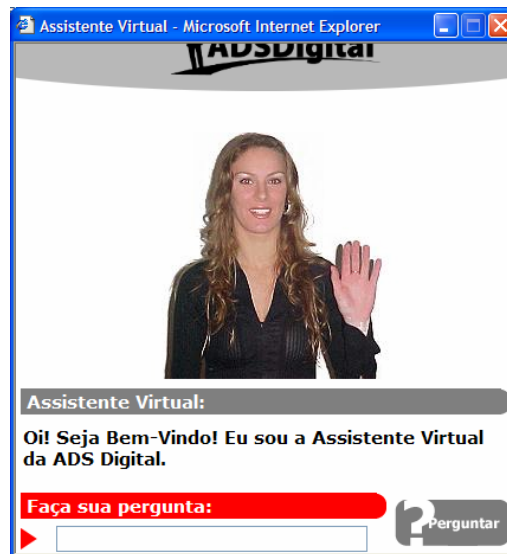 Assistente Virtual - Microsoft Internet Explorer
ADSDigital
Assistente Virtual:
Oi! Seja Bem-Vindo! Eu sou a Assistente Virtual
da ADS Digital.
Faça sua pergunta:
?Perguntar